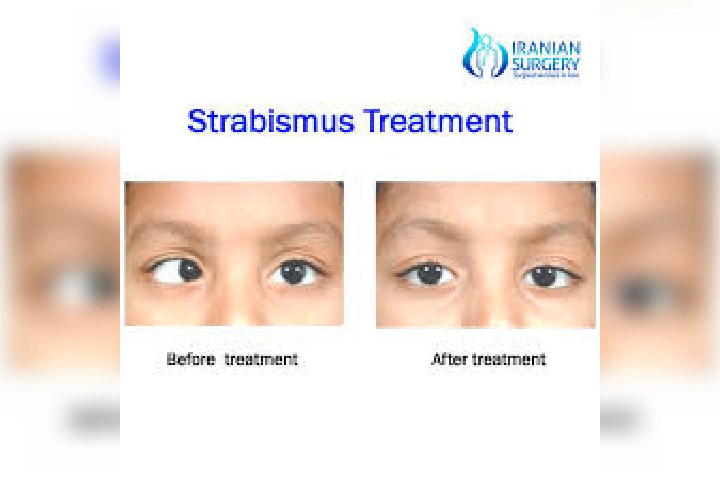 IRANIAN
SURGERY
Strabismus Treatment
Before treatment
After treatment